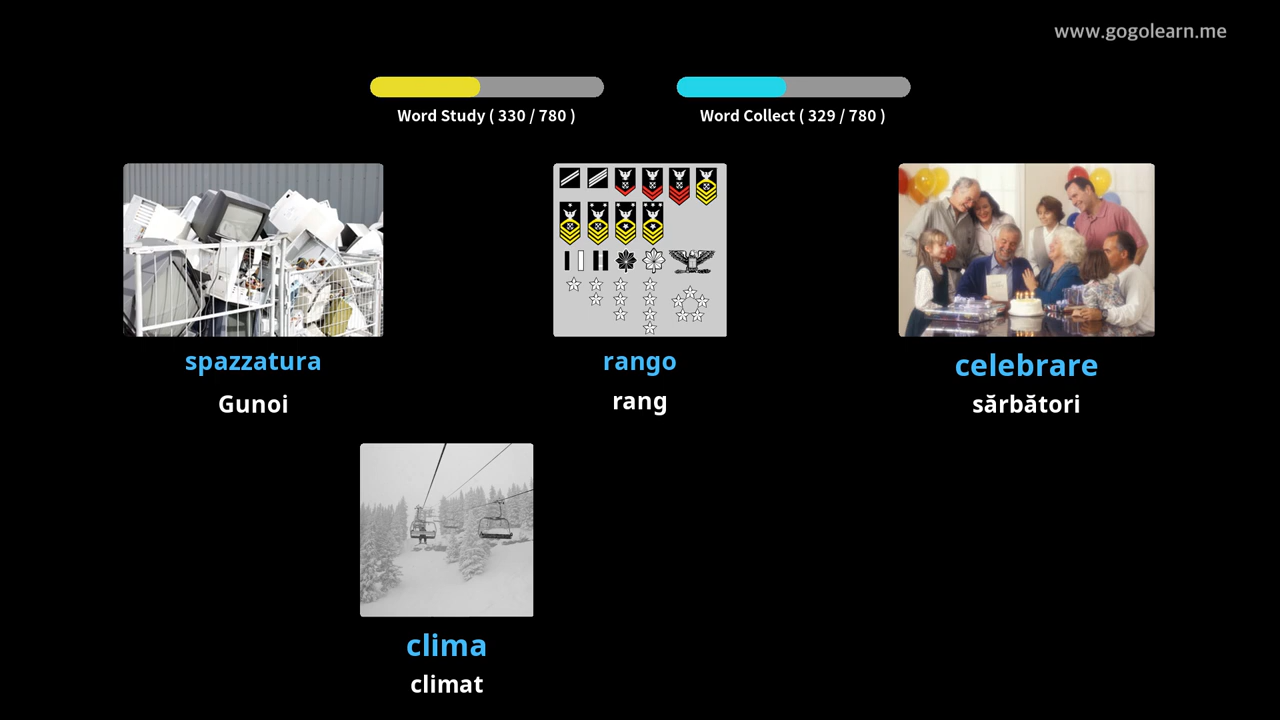 www.gogolearn.me
Word Study ( 330 / 780 )
Word Collect ( 329 / 780 )
spazzatura
Gunoi
rango
rang
celebrare
sărbători
clima
climat